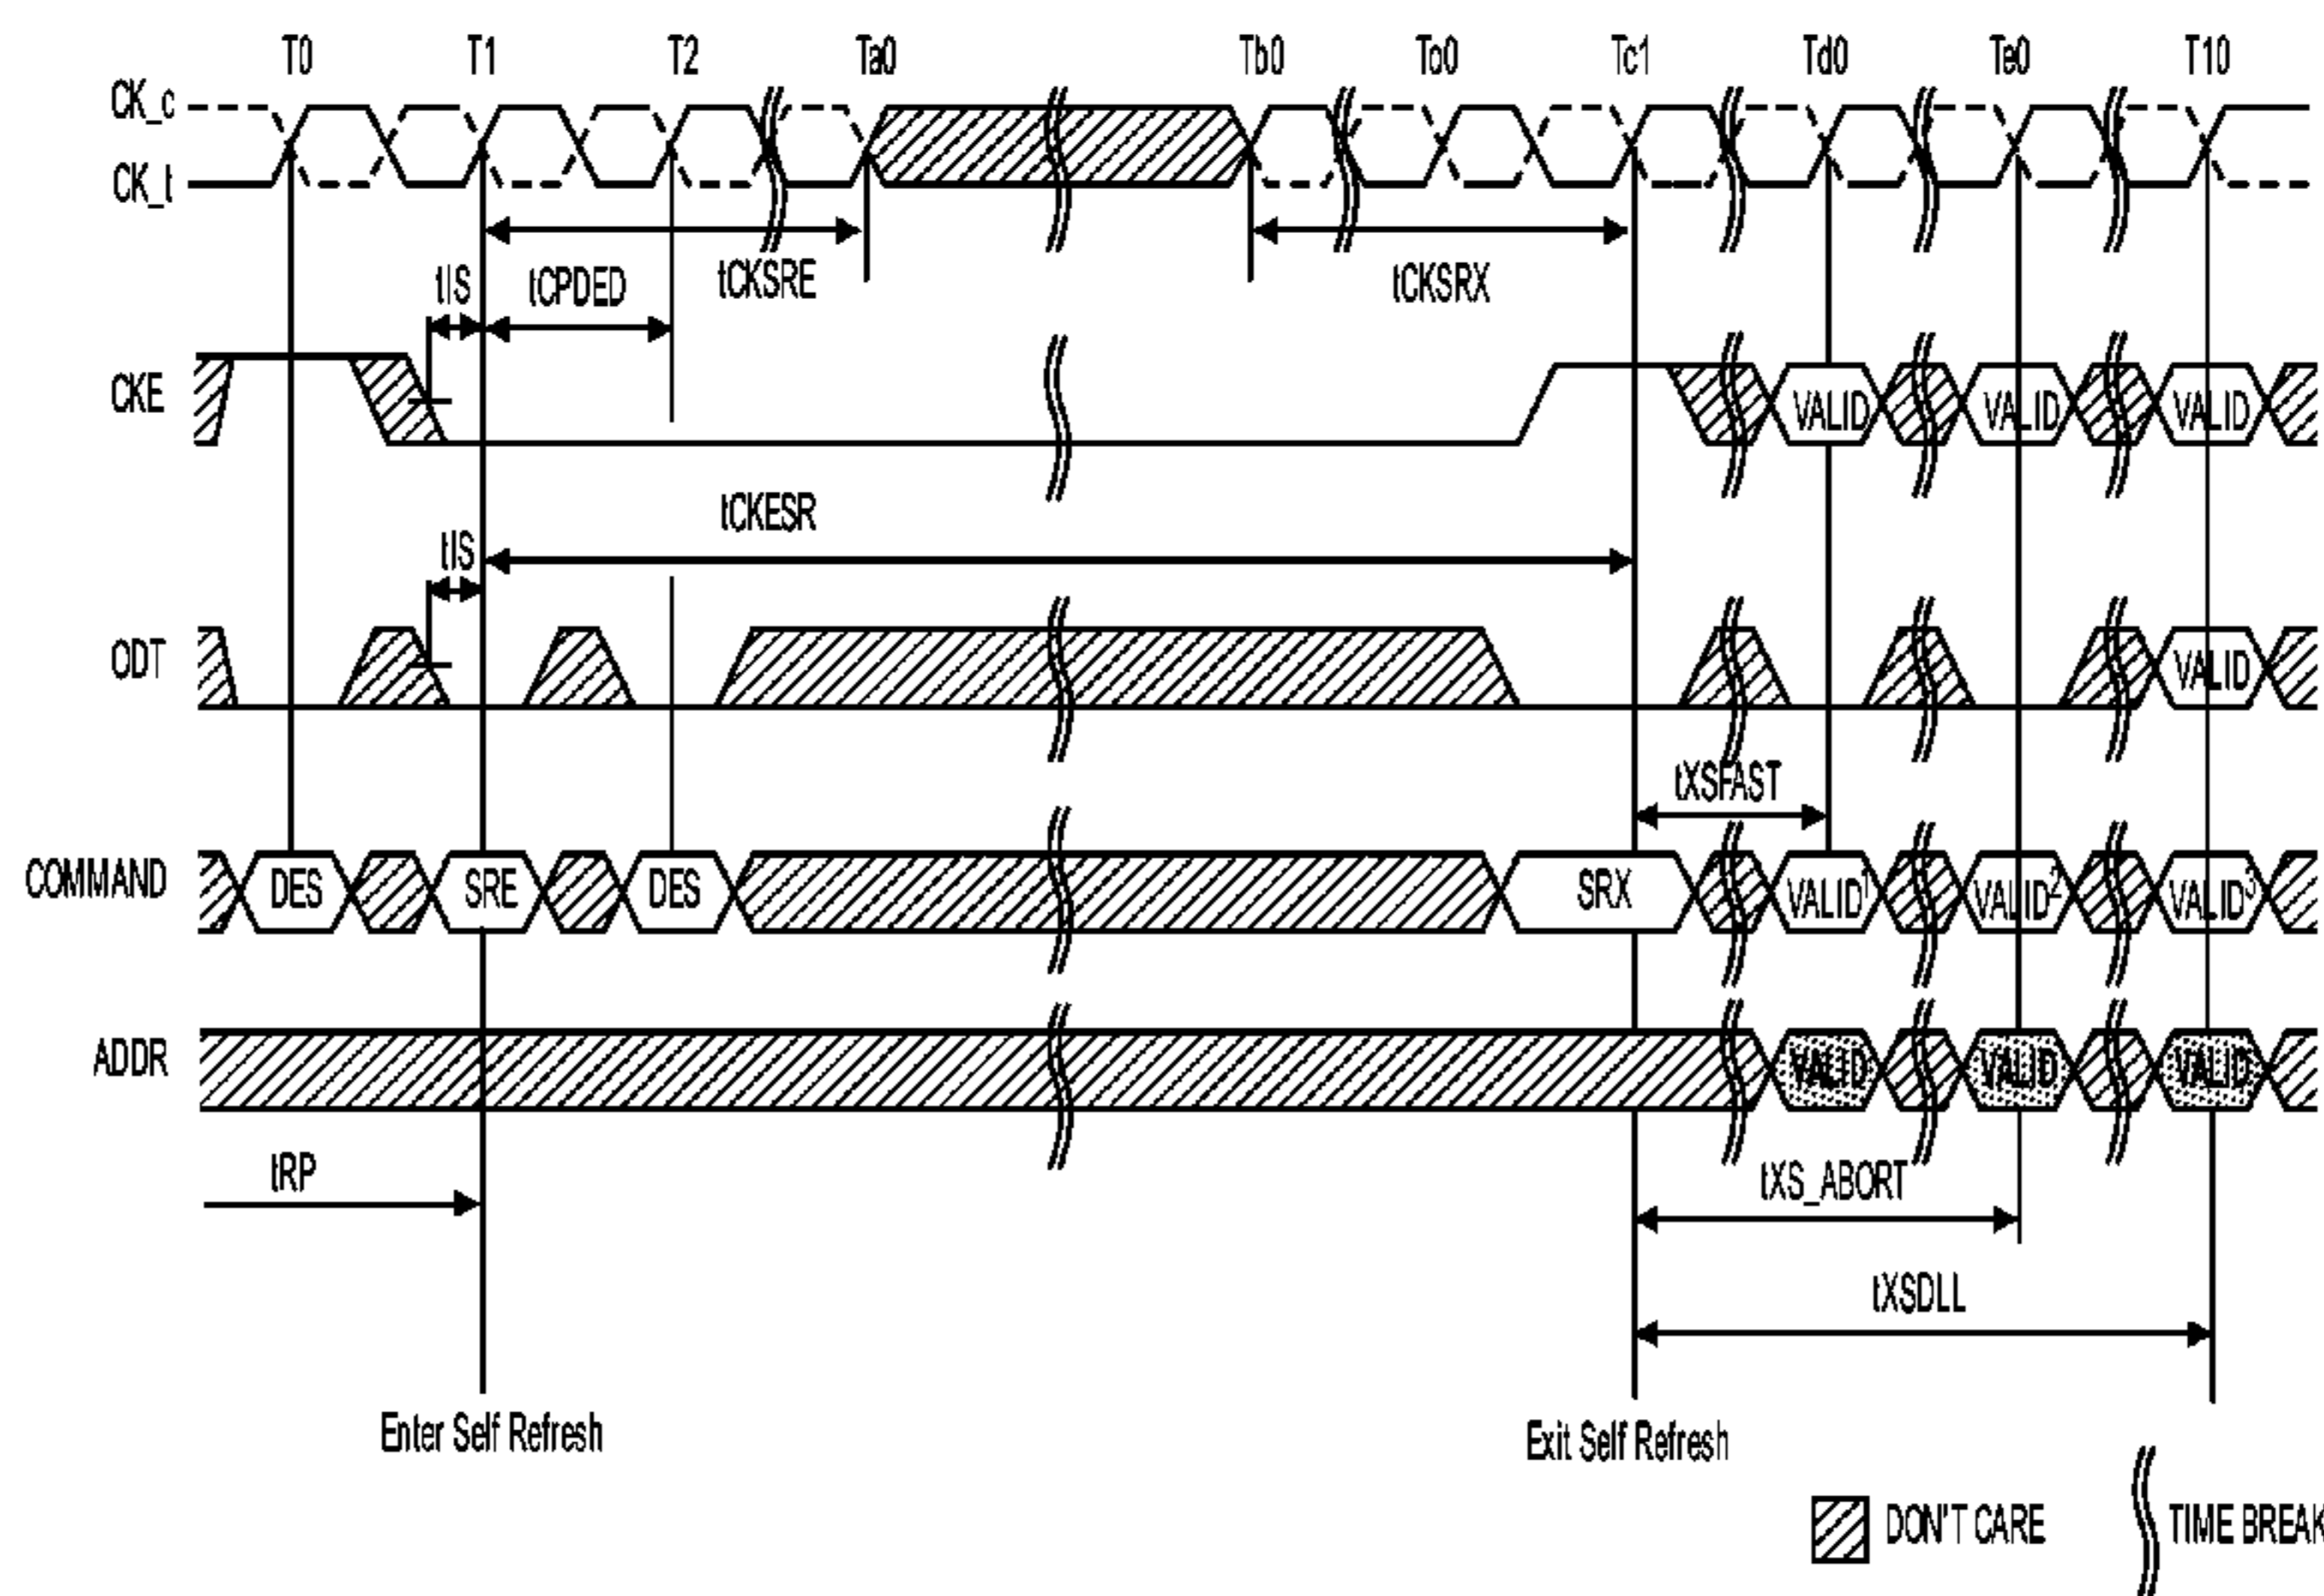 T0 T1 T2 Ta0 Tb0 To0 Tc1 Td0 Te0 T10
CK_c
CK_t
tIS tCPDED tCKSRE tCKSRX
CKE VALID VALID VALID
tCKESR
tIS
ODT VALID
tXSFAST
COMMAND DES SRE DES SRX VALID1 VALID2 VALID3
ADDR VALID VALID VALID
tRP tXS_ABORT
tXSDLL
Enter Self Refresh Exit Self Refresh
DON'T CARE TIME BREAK